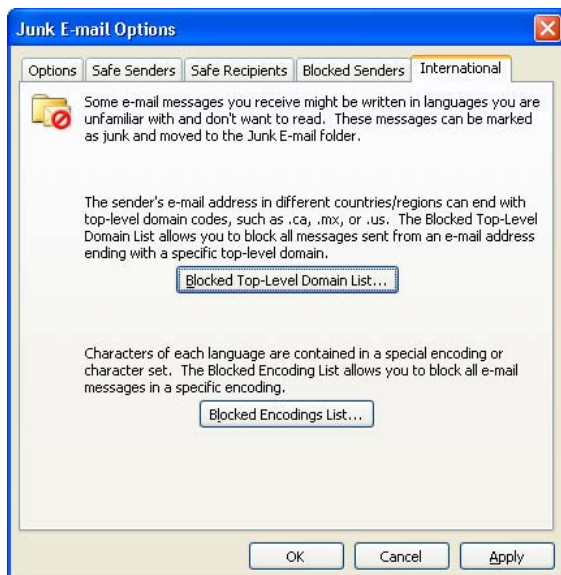 Junk E-mail Options
Options Safe Senders Safe Recipients Blocked Senders International
Some e-mail messages you receive might be written in languages you are
unfamiliar with and don't want to read. These messages can be marked
as junk and moved to the Junk E-mail folder.
The sender's e-mail address in different countries/regions can end with
top-level domain codes, such as .ca, .mx, or .us. The Blocked Top-Level
Domain List allows you to block all messages sent from an e-mail address
ending with a specific top-level domain.
Blocked Top-Level Domain List...
Characters of each language are contained in a special encoding or
character set. The Blocked Encoding List allows you to block all e-mail
messages in a specific encoding.
Blocked Encodings List...
OK Cancel Apply